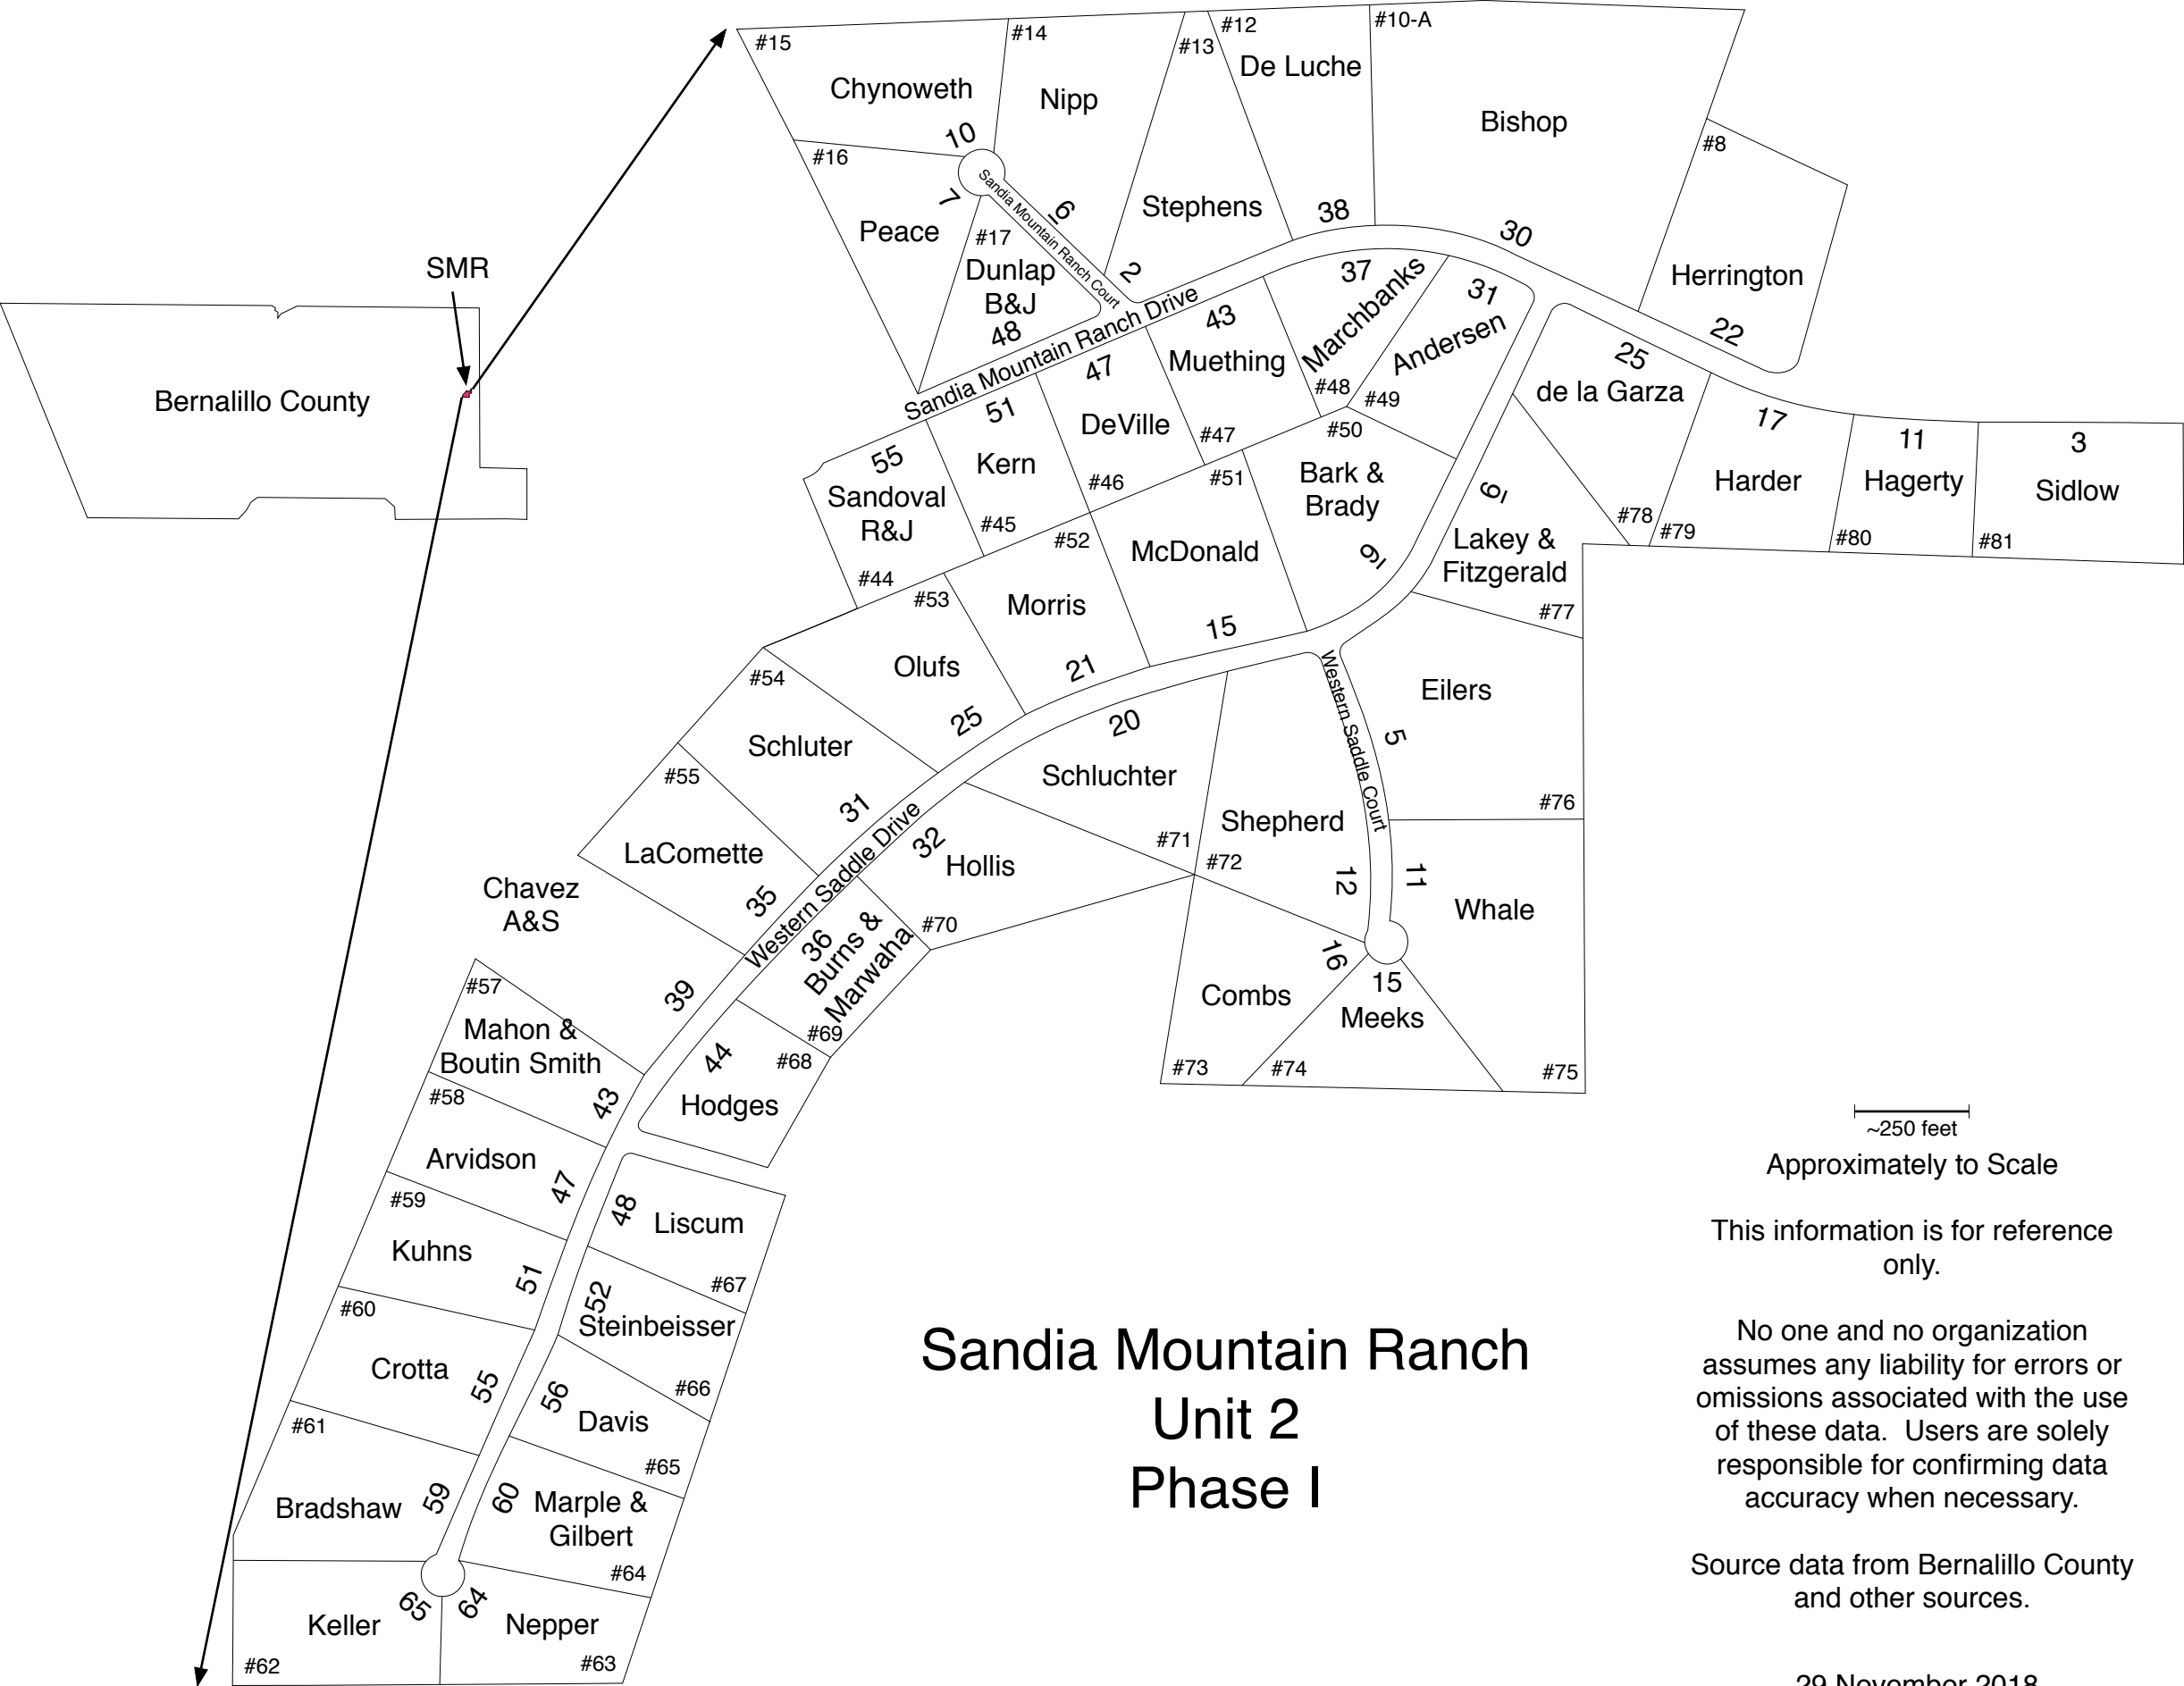 #15
Chynoweth
10
#14
Nipp
6
#13
Stephens
2
#12
De Luche
38
#10-A
Bishop
30
#8
Herrington
22
#16
Peace
7
#17
Dunlap
B&J
48
Sandia Mountain Ranch Court
Sandia Mountain Ranch Drive
SMR
Bernalillo County
55
Sandoval
R&J
#44
51
Kern
#45
47
DeVille
#46
43
Muething
#47
37
Marchbanks
#48
31
Andersen
#49
#50
Bark &
Brady
9
#51
McDonald
15
#52
Morris
21
#53
Olufs
25
#54
Schluter
31
#55
LaComette
35
Chavez
A&S
39
25
de la Garza
#78
17
Harder
#79
11
Hagerty
#80
3
Sidlow
#81
6
Lakey &
Fitzgerald
#77
Eilers
5
#76
Western Saddle Court
Whale
11
#75
15
Meeks
#74
16
Combs
#73
Shepherd
12
#72
20
Schluchter
#71
32
Hollis
#70
Western Saddle Drive
36
Burns &
Marwaha
#69
44
#68
Hodges
#57
Mahon &
Boutin Smith
43
#58
Arvidson
47
#59
Kuhns
51
#60
Crotta
55
#61
Bradshaw
59
Keller
65
#62
48
Liscum
#67
52
Steinbeisser
#66
56
Davis
#65
60
Marple &
Gilbert
#64
64
Nepper
#63
Sandia Mountain Ranch
Unit 2
Phase I
~250 feet
Approximately to Scale
This information is for reference
only.
No one and no organization
assumes any liability for errors or
omissions associated with the use
of these data.  Users are solely
responsible for confirming data
accuracy when necessary.
Source data from Bernalillo County
and other sources.
29 November 2018